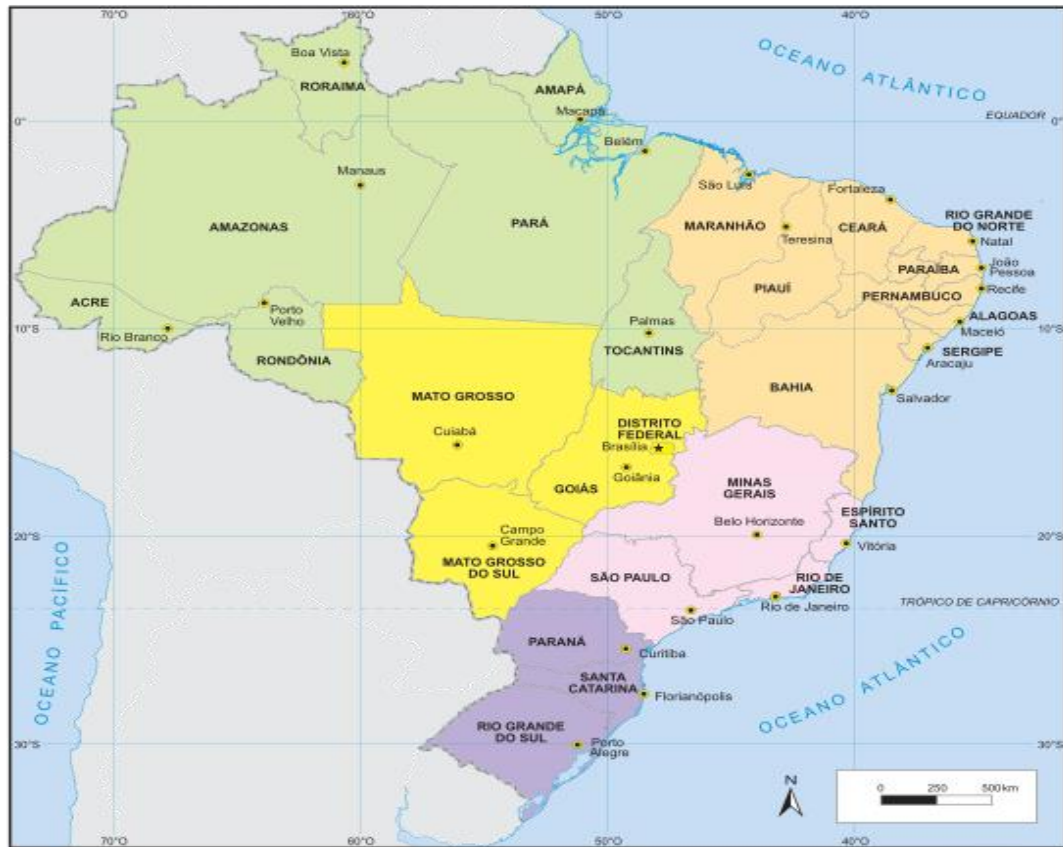 70°O
60°O
50°O
40°O
OCEANO ATLÂNTICO
Boa Vista
RORAIMA
AMAPÁ
Macapá
EQUADOR
0°
0°
Belém
Manaus
São Luís
Fortaleza
AMAZONAS
PARÁ
MARANHÃO
CEARÁ
RIO GRANDE
DO NORTE
Teresina
Natal
PARAÍBA
João
Pessoa
PIAUÍ
PERNAMBUCO
Recife
ACRE
Porto
Velho
Rio Branco
ALAGOAS
Maceió
10°S
10°S
Palmas
TOCANTINS
SERGIPE
Aracaju
RONDÔNIA
BAHIA
MATO GROSSO
Salvador
DISTRITO
FEDERAL
Cuiabá
Brasília
Goiânia
GOIÁS
MINAS
GERAIS
ESPÍRITO
SANTO
Belo Horizonte
Campo
Grande
20°S
20°S
Vitória
MATO GROSSO
DO SUL
SÃO PAULO
RIO DE
JANEIRO
Rio de Janeiro
TRÓPICO DE CAPRICÓRNIO
São Paulo
OCEANO PACÍFICO
PARANÁ
Curitiba
SANTA
CATARINA
Florianópolis
OCEANO ATLÂNTICO
RIO GRANDE
DO SUL
Porto
Alegre
30°S
30°S
N
0 250 500 km
70°O
60°O
50°O
40°O